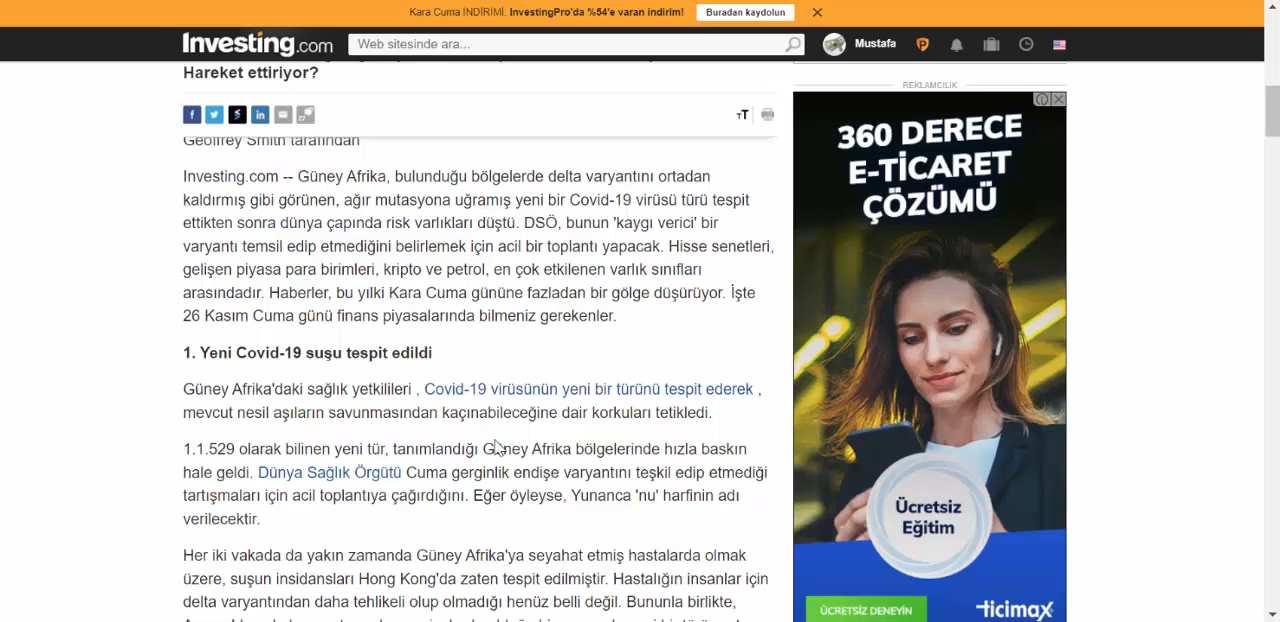 Kara Cuma İNDİRİMİ: InvestingPro'da %54'e varan indirim!
Buradan kaydolun
Investing.com
Web sitesinde ara...
Mustafa
Hareket ettiriyor?
REKLAMCILIK
Geoffrey Smith tarafından
Investing.com -- Güney Afrika, bulunduğu bölgelerde delta varyantını ortadan
kaldırmış gibi görünen, ağır mutasyona uğramış yeni bir Covid-19 virüsü türü tespit
ettikten sonra dünya çapında risk varlıkları düştü. DSÖ, bunun 'kaygı verici' bir
varyantı temsil edip etmediğini belirlemek için acil bir toplantı yapacak. Hisse senetleri,
gelişen piyasa para birimleri, kripto ve petrol, en çok etkilenen varlık sınıfları
arasındadır. Haberler, bu yılki Kara Cuma gününe fazladan bir gölge düşürüyor. İşte
26 Kasım Cuma günü finans piyasalarında bilmeniz gerekenler.
1. Yeni Covid-19 suşu tespit edildi
Güney Afrika'daki sağlık yetkilileri , Covid-19 virüsünün yeni bir türünü tespit ederek ,
mevcut nesil aşıların savunmasından kaçınabileceğine dair korkuları tetikledi.
1.1.529 olarak bilinen yeni tür, tanımlandığı Güney Afrika bölgelerinde hızla baskın
hale geldi. Dünya Sağlık Örgütü Cuma gerginlik endişe varyantını teşkil edip etmediği
tartışmaları için acil toplantıya çağırdığını. Eğer öyleyse, Yunanca 'nu' harfinin adı
verilecektir.
Her iki vakada da yakın zamanda Güney Afrika'ya seyahat etmiş hastalarda olmak
üzere, suşun insidansları Hong Kong'da zaten tespit edilmiştir. Hastalığın insanlar için
delta varyantından daha tehlikeli olup olmadığı henüz belli değil. Bununla birlikte,
360 DERECE
E-TİCARET
ÇÖZÜMÜ
Ücretsiz
Eğitim
ÜCRETSİZ DENEYİN
ticimax